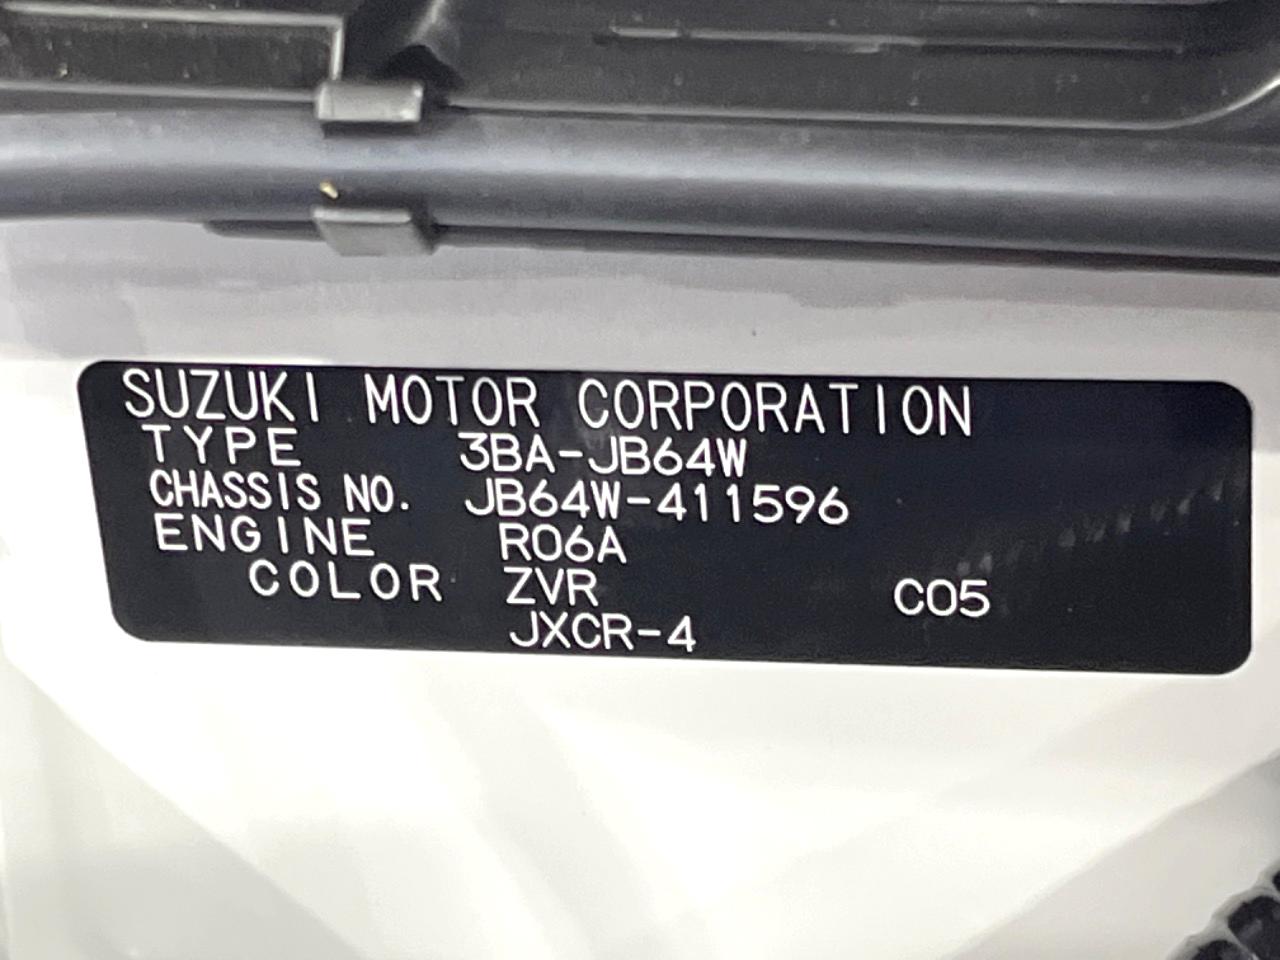 SUZUKI MOTOR CORPORATION
TYPE 3BA-JB64W
CHASSIS NO. JB64W-411596
ENGINE R06A
COLOR ZVR C05
JXCR-4